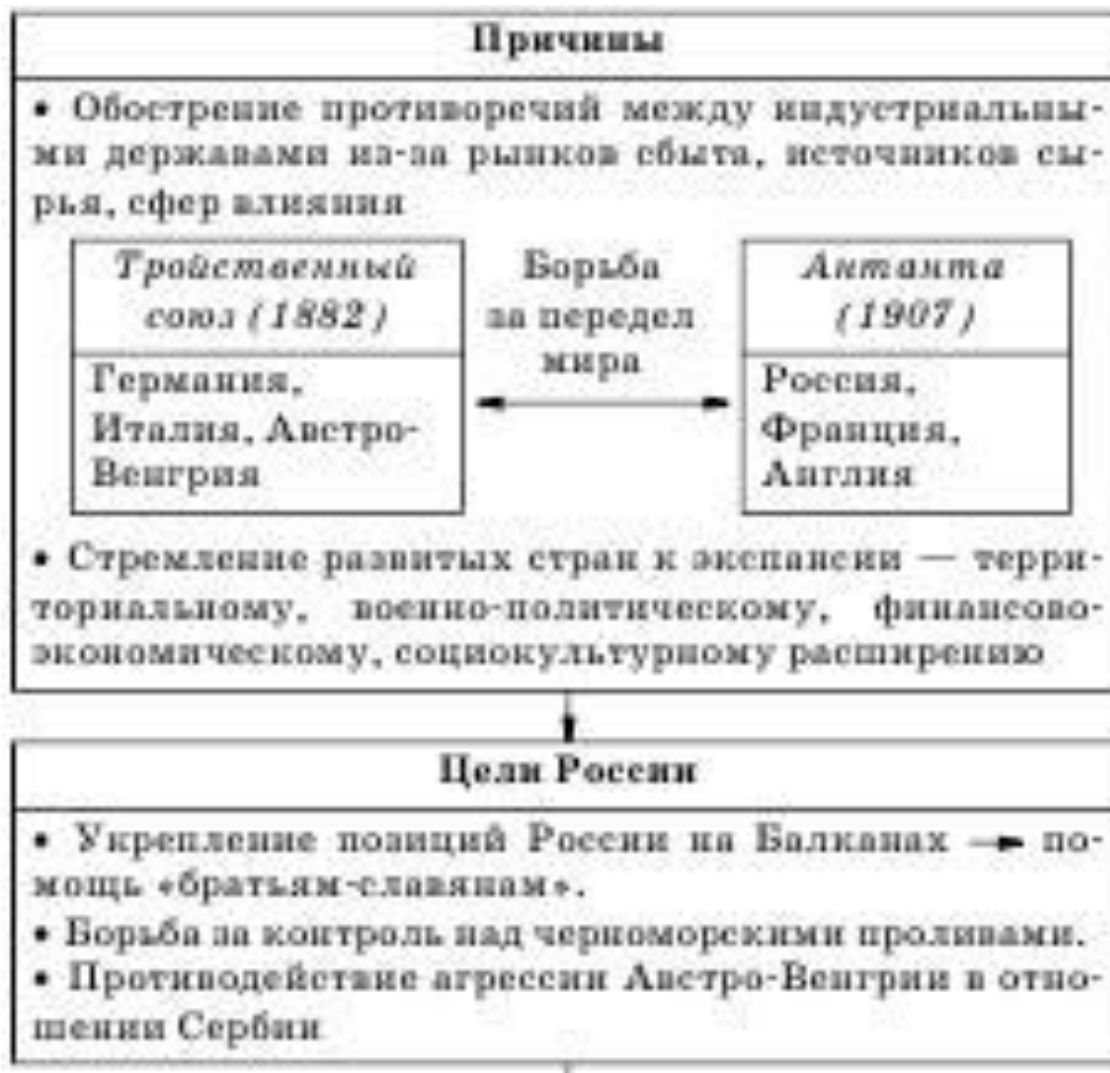 Причины
• Обострение противоречий между индустриальны-
ми державами из-за рынков сбыта, источников сы-
рья, сфер влияния
Тройственный
союз (1882)
Германия,
Италия, Австро-
Венгрия
Борьба
за передел
мира
Антанта
(1907)
Россия,
Франция,
Англия
• Стремление развитых стран к экспансии — терри-
ториальному, военно-политическому, финансово-
экономическому, социокультурному расширению
Цели России
• Укрепление позиций России на Балканах → по-
мощь «братьям-славянам».
• Борьба за контроль над черноморскими проливами.
• Противодействие агрессии Австро-Венгрии в отно-
шении Сербии